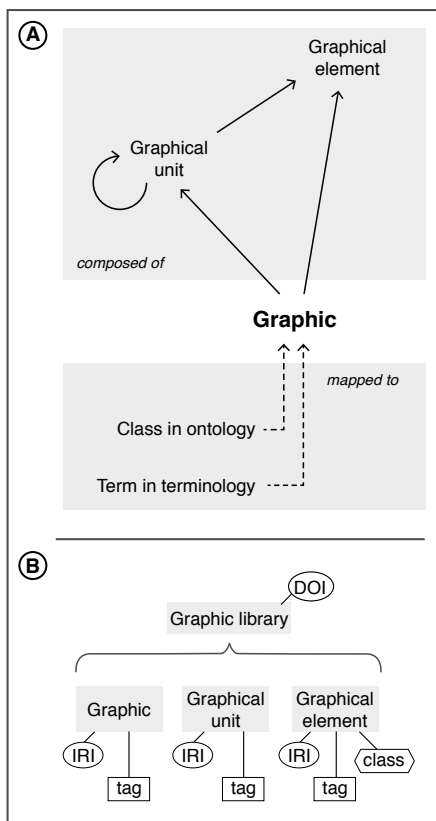 A
Graphical
element
Graphical
unit
composed of
Graphic
mapped to
Class in ontology
Term in terminology
B
DOI
Graphic library
Graphic
Graphical
unit
Graphical
element
IRI
IRI
IRI
class
tag
tag
tag